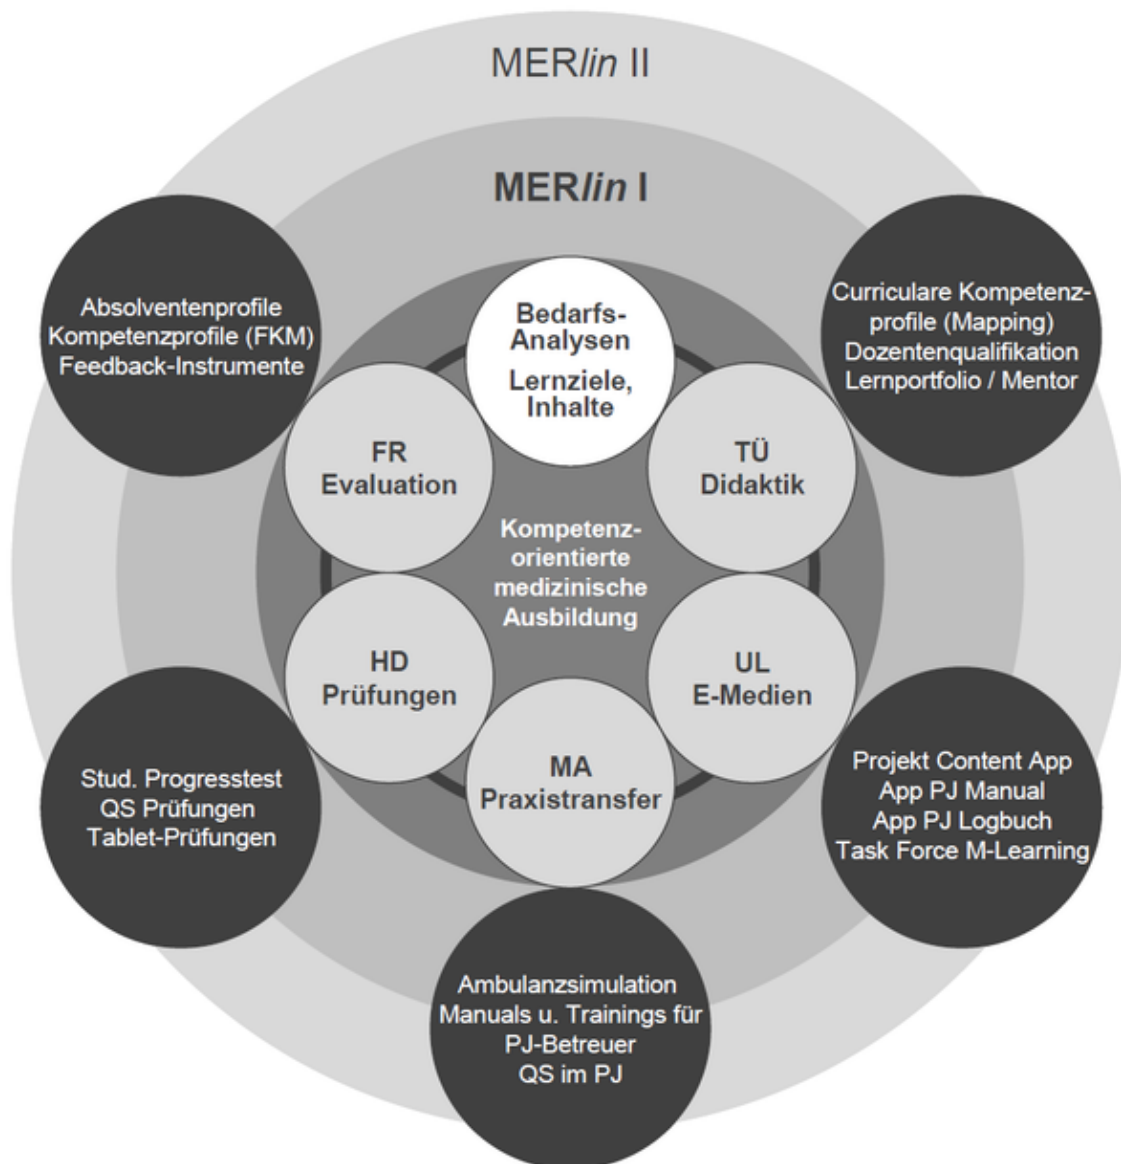 MERlin II
MERlin I
Bedarfs-
Analysen
Lernziele,
Inhalte
Absolventenprofile
Kompetenzprofile (FKM)
Feedback-Instrumente
Curriculare Kompetenz-
profile (Mapping)
Dozentenqualifikation
Lernportfolio / Mentor
FR
Evaluation
TÜ
Didaktik
Kompetenz-
orientierte
medizinische
Ausbildung
HD
Prüfungen
UL
E-Medien
MA
Praxistransfer
Stud. Progresstest
QS Prüfungen
Tablet-Prüfungen
Projekt Content App
App PJ Manual
App PJ Logbuch
Task Force M-Learning
Ambulanzsimulation
Manuals u. Trainings für
PJ-Betreuer
QS im PJ